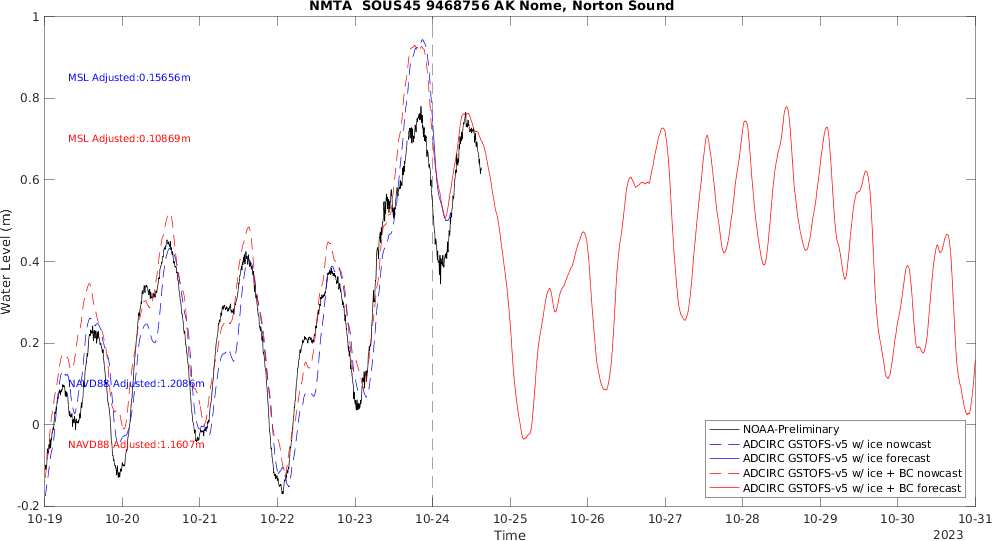 NMTA SOUS45 9468756 AK Nome, Norton Sound
1
0.8
0.6
0.4
0.2
0
-0.2
Water Level (m)
MSL Adjusted:0.15656m
MSL Adjusted:0.10869m
NAVD88 Adjusted:1.2086m
NAVD88 Adjusted:1.1607m
NOAA-Preliminary
ADCIRC GSTOFS-v5 w/ ice nowcast
ADCIRC GSTOFS-v5 w/ ice forecast
ADCIRC GSTOFS-v5 w/ ice + BC nowcast
ADCIRC GSTOFS-v5 w/ ice + BC forecast
10-19 10-20 10-21 10-22 10-23 10-24 10-25 10-26 10-27 10-28 10-29 10-30 10-31
Time
2023